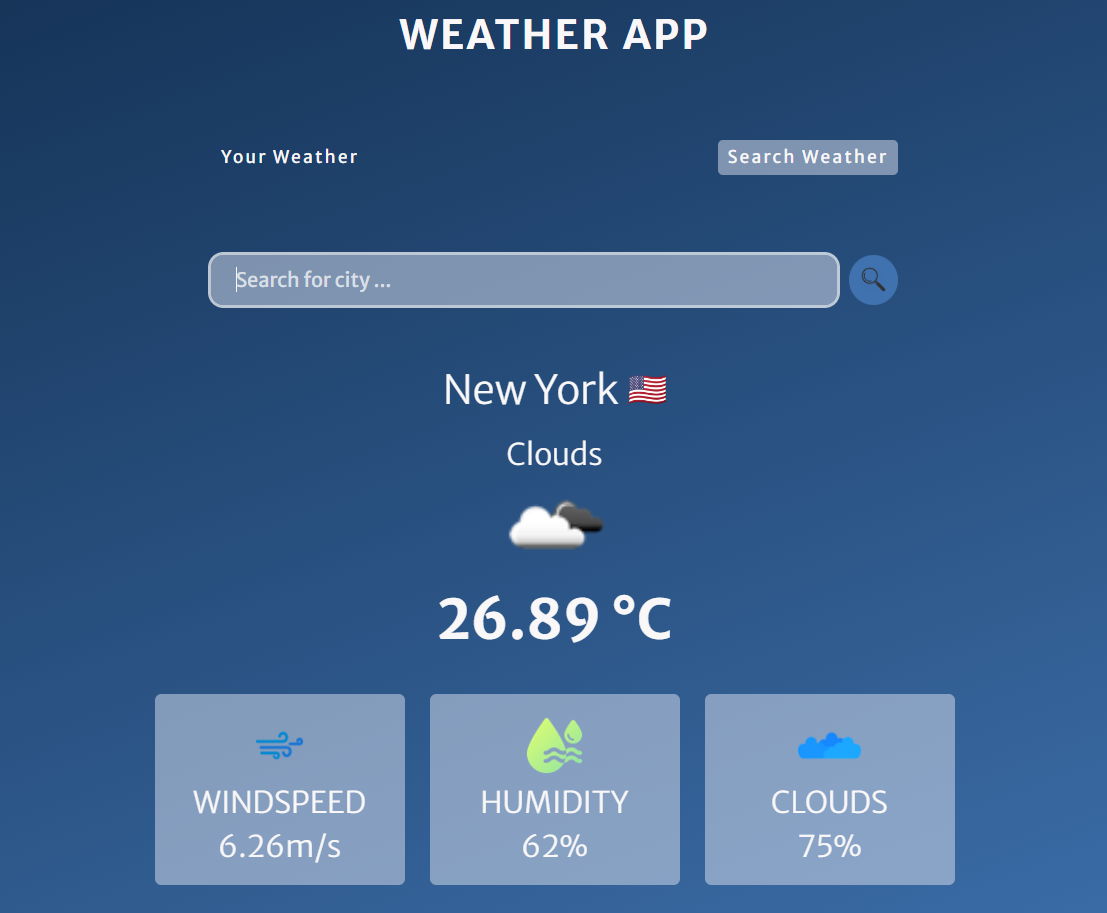 WEATHER APP
Your Weather
Search Weather
Search for city ...
New York
Clouds
26.89 °C
WINDSPEED
6.26m/s
HUMIDITY
62%
CLOUDS
75%